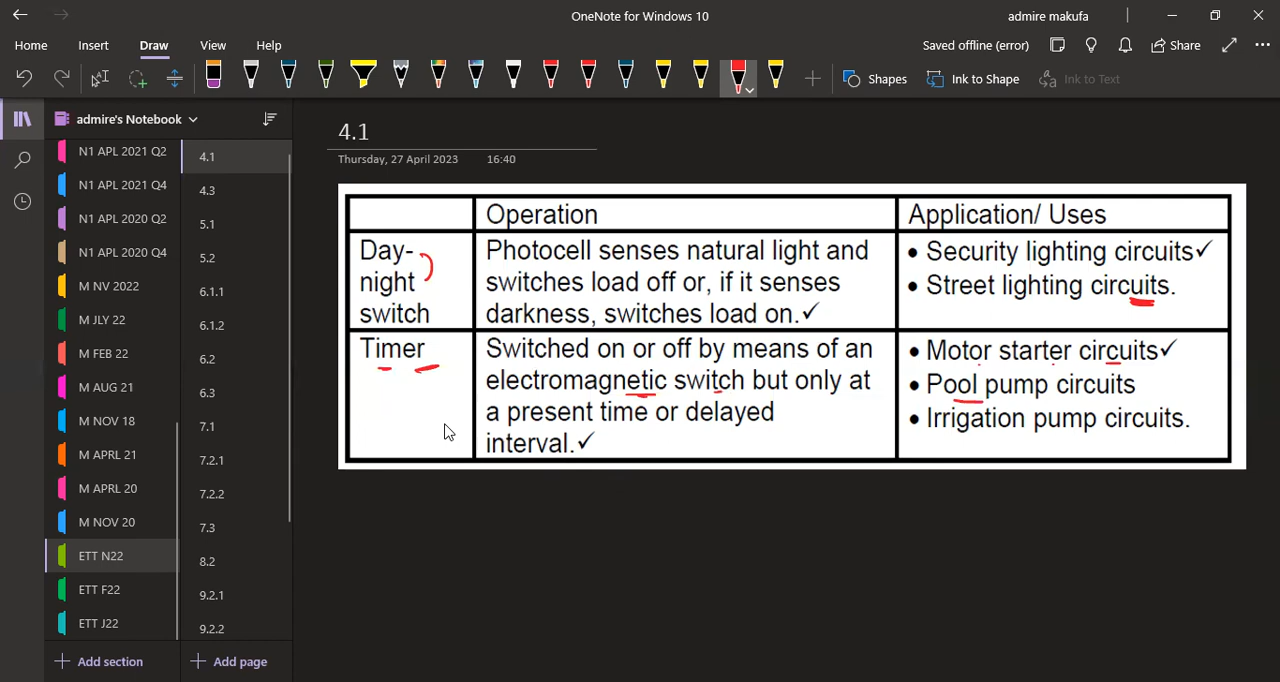 OneNote for Windows 10
admire makufa
Home Insert Draw View Help
Saved offline (error) Share
Shapes Ink to Shape Ink to Text
admire's Notebook
N1 APL 2021 Q2
N1 APL 2021 Q4
N1 APL 2020 Q2
N1 APL 2020 Q4
M NV 2022
M JLY 22
M FEB 22
M AUG 21
M NOV 18
M APRL 21
M APRL 20
M NOV 20
ETT N22
ETT F22
ETT J22
Add section
4.1
4.3
5.1
5.2
6.1.1
6.1.2
6.2
6.3
7.1
7.2.1
7.2.2
7.3
8.2
9.2.1
9.2.2
Add page
4.1
Thursday, 27 April 2023 16:40
Operation
Application/ Uses
Day-
night
switch
Photocell senses natural light and
switches load off or, if it senses
darkness, switches load on.✓
• Security lighting circuits✓
• Street lighting circuits.
Timer
Switched on or off by means of an
electromagnetic switch but only at
a present time or delayed
interval.✓
• Motor starter circuits✓
• Pool pump circuits
• Irrigation pump circuits.